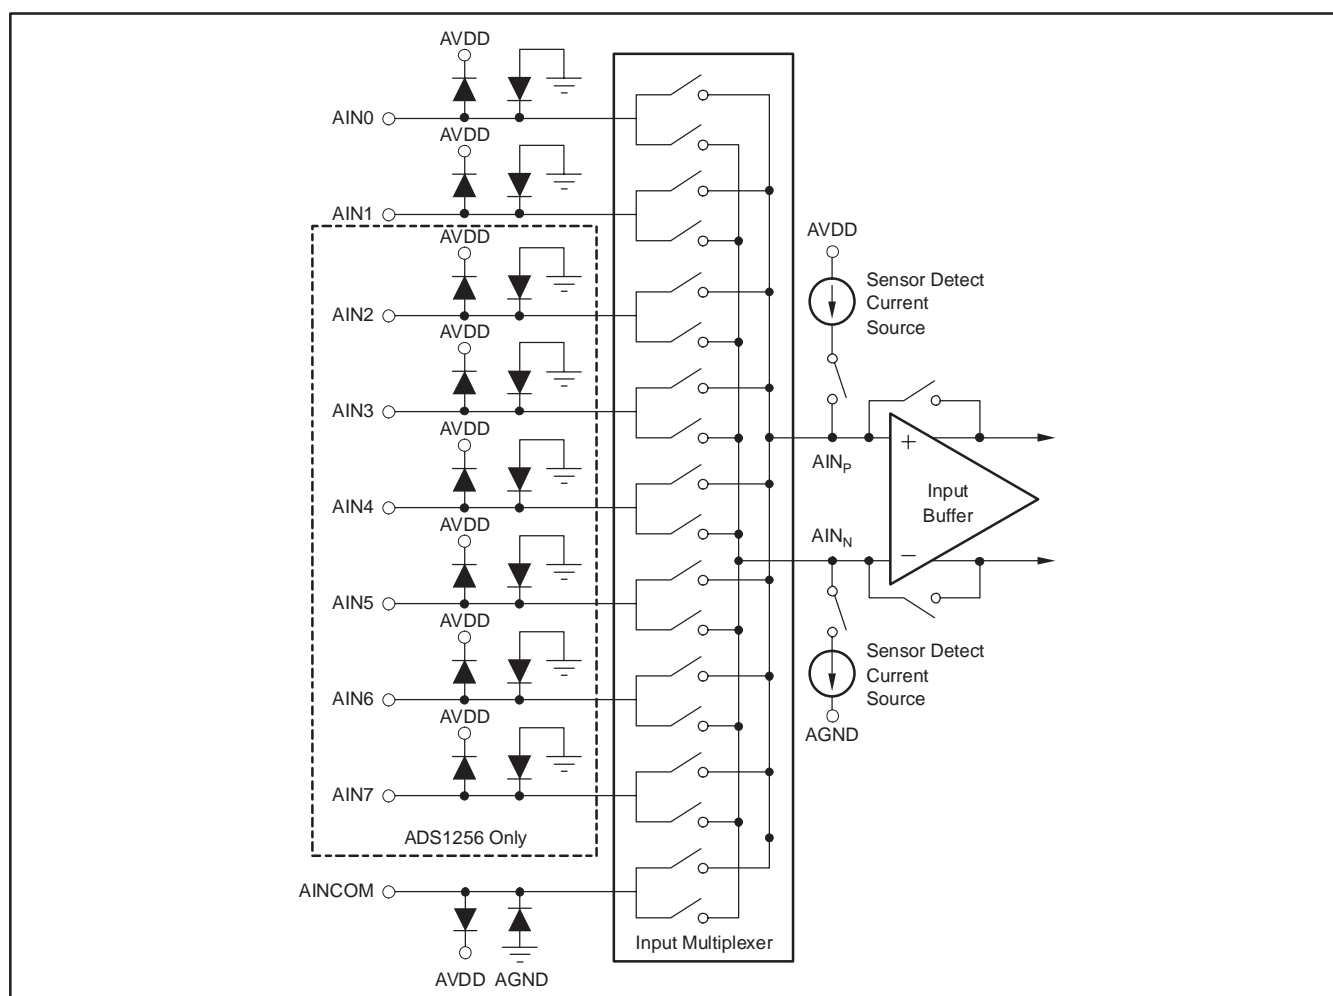 AVDD
AIN0
AVDD
AIN1
AVDD
AIN2
AVDD
AIN3
AVDD
AIN4
AVDD
AIN5
AVDD
AIN6
AVDD
AIN7
ADS1256 Only
AINCOM
AVDD AGND
Input Multiplexer
AVDD
Sensor Detect
Current
Source
AINP
+
Input
Buffer
AINN
−
Sensor Detect
Current
Source
AGND